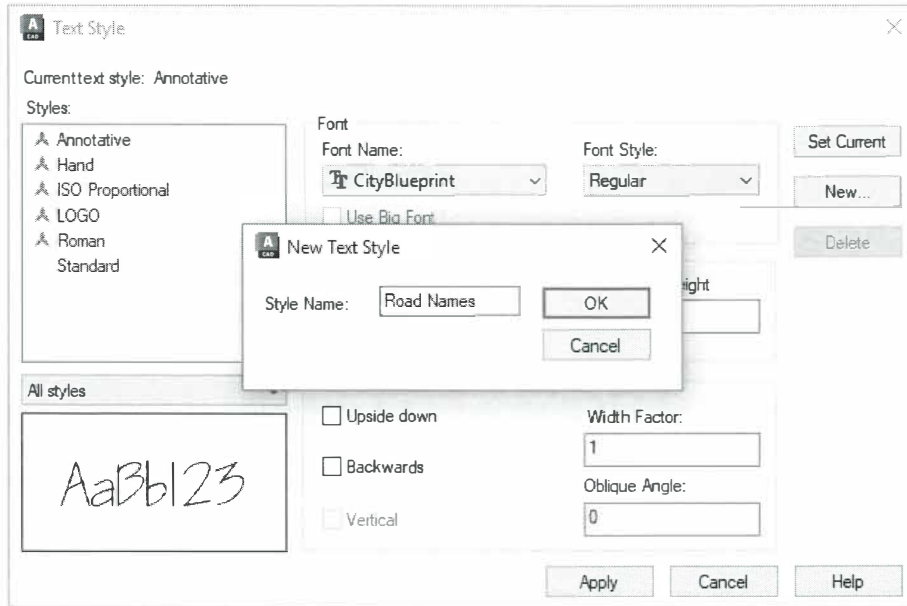 Text Style
Currenttext style: Annotative
Styles:
Annotative
Hand
ISO Proportional
LOGO
Roman
Standard
All styles
AaBb123
Font
Font Name:
CityBlueprint
Font Style:
Regular
Use Big Font
Set Current
New...
Delete
New Text Style
Style Name:
Road Names
OK
Cancel
Upside down
Backwards
Vertical
Width Factor:
1
Oblique Angle:
0
Apply
Cancel
Help